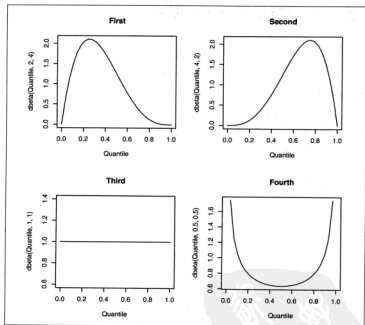 First
dbeta(Quantile, 2, 4)
0.0 0.5 1.0 1.5 2.0
0.0 0.2 0.4 0.6 0.8 1.0
Quantile
Second
dbeta(Quantile, 4, 2)
0.0 0.5 1.0 1.5 2.0
0.0 0.2 0.4 0.6 0.8 1.0
Quantile
Third
dbeta(Quantile, 1, 1)
0.6 0.8 1.0 1.2 1.4
0.0 0.2 0.4 0.6 0.8 1.0
Quantile
Fourth
dbeta(Quantile, 0.5, 0.5)
0.6 0.8 1.0 1.2 1.4 1.6
0.0 0.2 0.4 0.6 0.8 1.0
Quantile